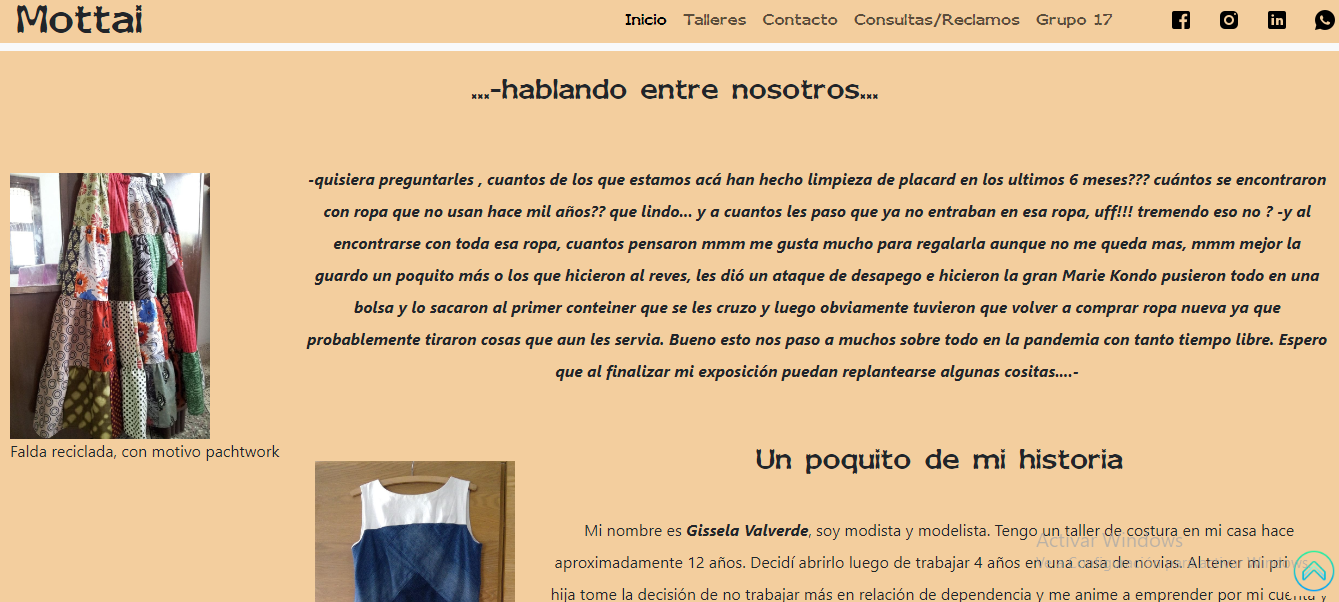 Mottai
Inicio Talleres Contacto Consultas/Reclamos Grupo 17
...-hablando entre nosotros...
-quisiera preguntarles , cuantos de los que estamos acá han hecho limpieza de placard en los ultimos 6 meses??? cuántos se encontraron
con ropa que no usan hace mil años?? que lindo... y a cuantos les paso que ya no entraban en esa ropa, uff!!! tremendo eso no ? -y al
encontrarse con toda esa ropa, cuantos pensaron mmm me gusta mucho para regalarla aunque no me queda mas, mmm mejor la
guardo un poquito más o los que hicieron al reves, les dió un ataque de desapego e hicieron la gran Marie Kondo pusieron todo en una
bolsa y lo sacaron al primer conteiner que se les cruzo y luego obviamente tuvieron que volver a comprar ropa nueva ya que
probablemente tiraron cosas que aun les servia. Bueno esto nos paso a muchos sobre todo en la pandemia con tanto tiempo libre. Espero
que al finalizar mi exposición puedan replantearse algunas cositas....-
Falda reciclada, con motivo pachtwork
Un poquito de mi historia
Mi nombre es Gissela Valverde, soy modista y modelista. Tengo un taller de costura en mi casa hace
aproximadamente 12 años. Decidí abrirlo luego de trabajar 4 años en una casa de novias. Al tener mi
hija tome la decisión de no trabajar más en relación de dependencia y me anime a emprender por mi cuenta y
Activar Windows